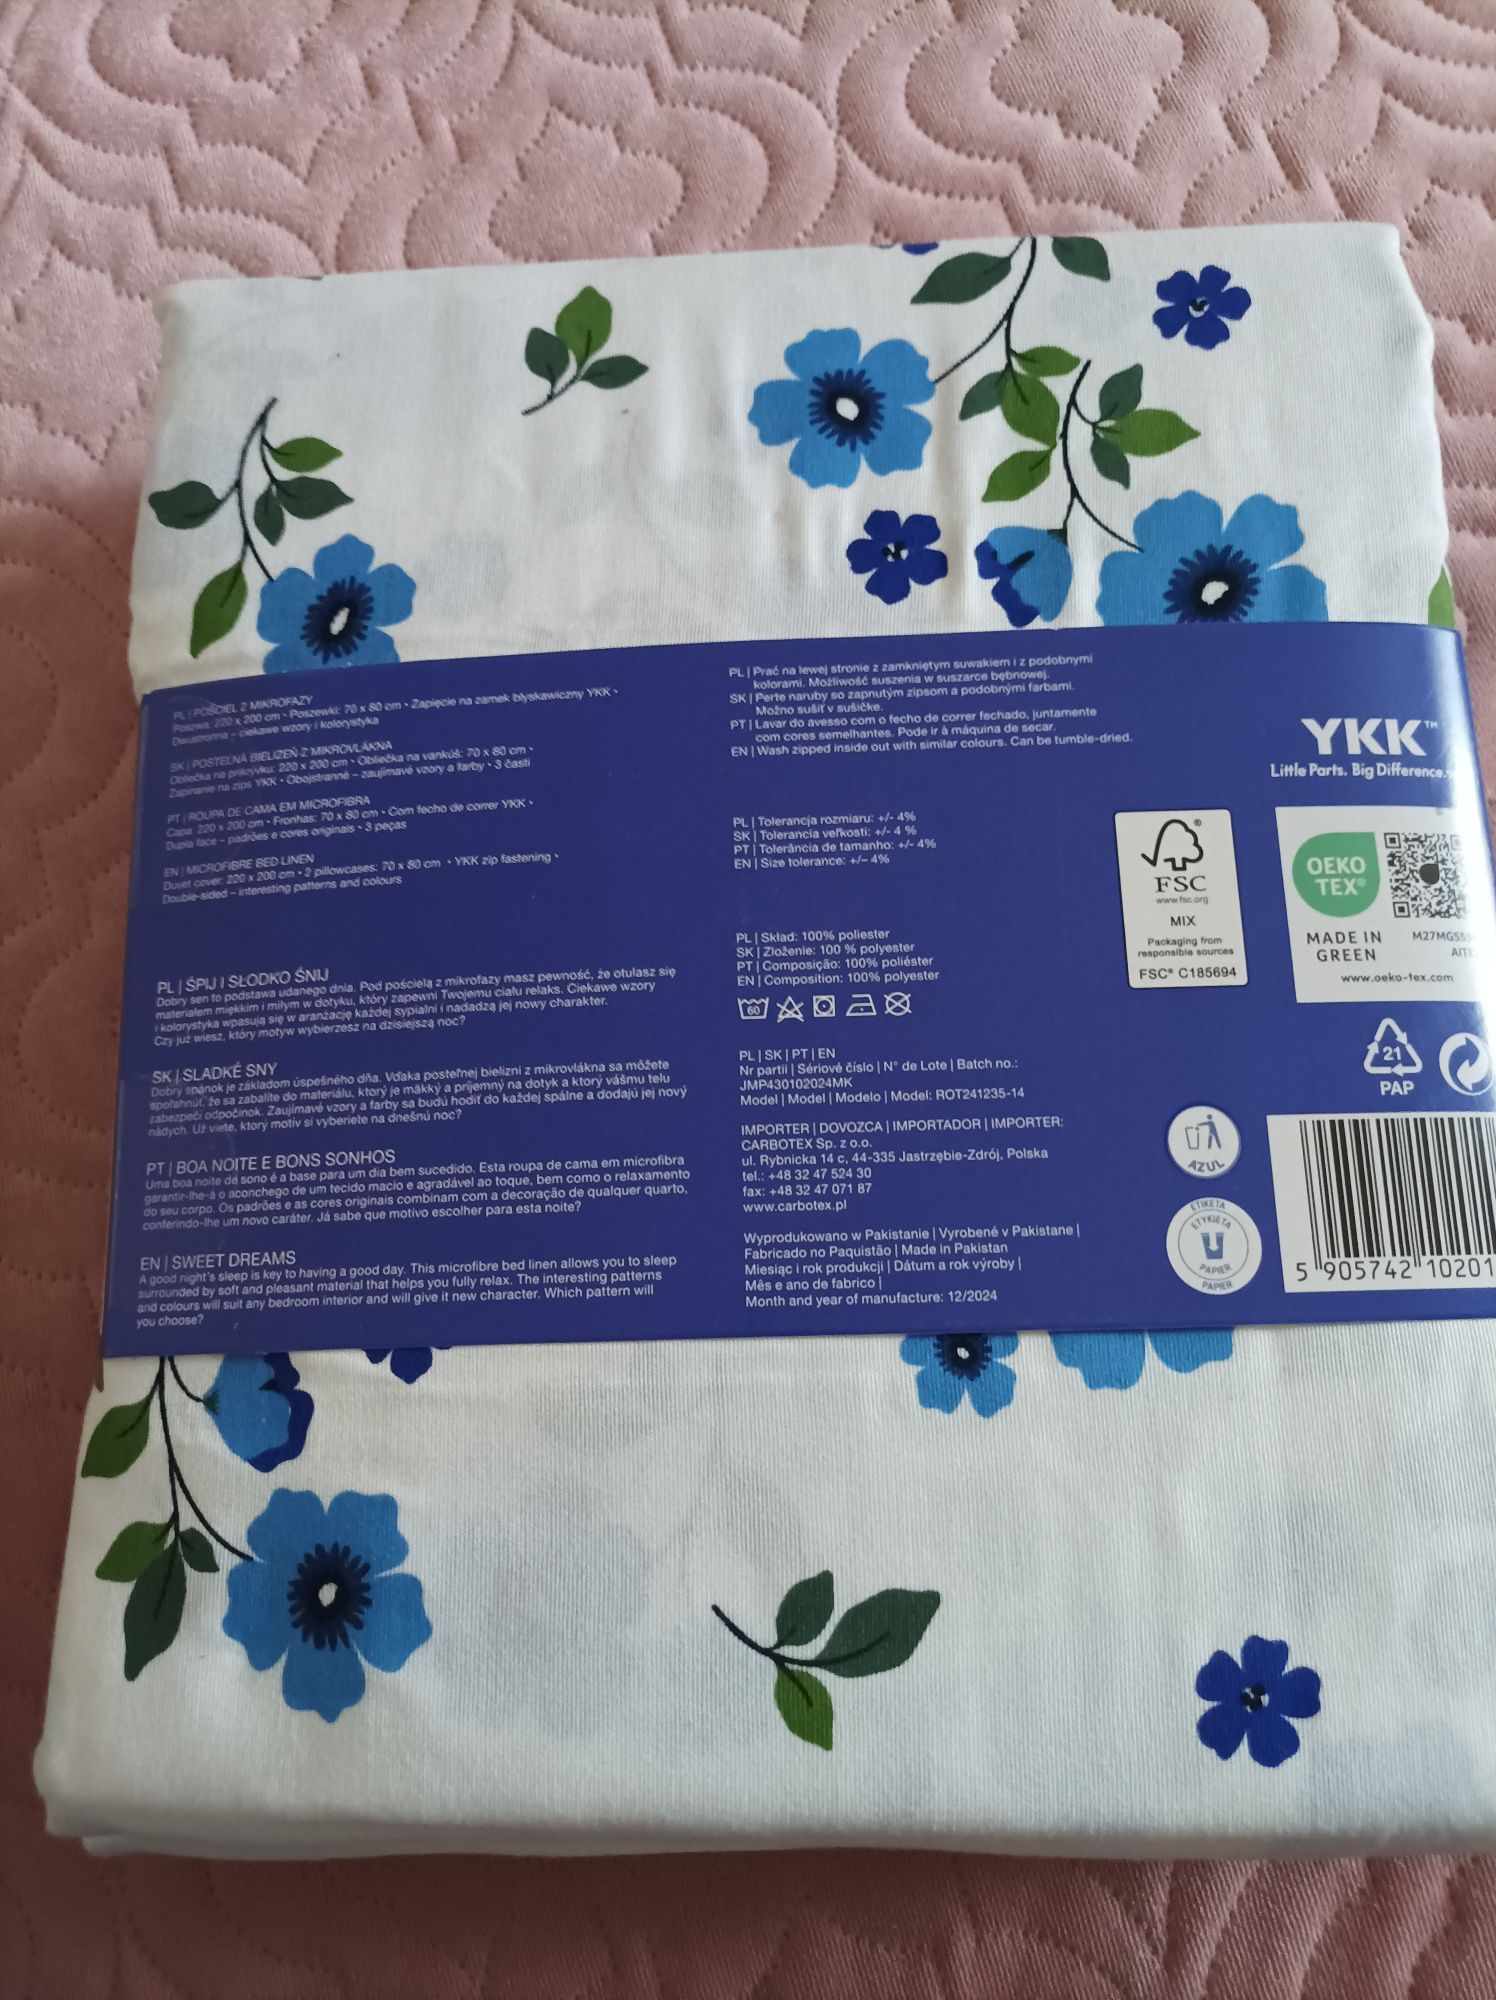 PL | POŚCIEL Z MIKROFAZY
Poszwa: 220 x 200 cm • Poszewki: 70 x 80 cm • Zapięcie na zamek błyskawiczny YKK •
Dwustronna – ciekawe wzory i kolorystyka
SK | POSTEĽNÁ BIELIZEŇ Z MIKROVLÁKNA
Obliečka na prikrývku: 220 x 200 cm • Obliečka na vankúš: 70 x 80 cm •
Zapínanie na zips YKK • Obojstranné – zaujímavé vzory a farby • 3 časti
PT | ROUPA DE CAMA EM MICROFIBRA
Capa: 220 x 200 cm • Fronhas: 70 x 80 cm • Com fecho de correr YKK •
Dupla face – padrões e cores originais • 3 peças
EN | MICROFIBRE BED LINEN
Duvet cover: 220 x 200 cm • 2 pillowcases: 70 x 80 cm • YKK zip fastening •
Double-sided – interesting patterns and colours
PL | ŚPIJ I SŁODKO ŚNIJ
Dobry sen to podstawa udanego dnia. Pod pościelą z mikrofazy masz pewność, że otulasz się
materiałem miękkim i miłym w dotyku, który zapewni Twojemu ciału relaks. Ciekawe wzory
i kolorystyka wpasują się w aranżację każdej sypialni i nadadzą jej nowy charakter.
Czy już wiesz, który motyw wybierzesz na dzisiejszą noc?
SK | SLADKÉ SNY
Dobrý spánok je základom úspešného dňa. Vďaka posteľnej bielizni z mikrovlákna sa môžete
spoľahnúť, že sa zabalíte do materiálu, ktorý je mäkký a príjemný na dotyk a ktorý vášmu telu
zabezpečí odpočinok. Zaujímavé vzory a farby sa budú hodiť do každej spálne a dodajú jej nový
nádych. Už viete, ktorý motív si vyberiete na dnešnú noc?
PT | BOA NOITE E BONS SONHOS
Uma boa noite de sono é a base para um dia bem sucedido. Esta roupa de cama em microfibra
garantir-lhe-á o aconchego de um tecido macio e agradável ao toque, bem como o relaxamento
do seu corpo. Os padrões e as cores originais combinam com a decoração de qualquer quarto,
conferindo-lhe um novo caráter. Já sabe que motivo escolher para esta noite?
EN | SWEET DREAMS
A good night's sleep is key to having a good day. This microfibre bed linen allows you to sleep
surrounded by soft and pleasant material that helps you fully relax. The interesting patterns
and colours will suit any bedroom interior and will give it new character. Which pattern will
you choose?
PL | Prać na lewej stronie z zamkniętym suwakiem i z podobnymi
kolorami. Możliwość suszenia w suszarce bębnowej.
SK | Perte naruby so zapnutým zipsom a podobnými farbami.
Možno sušiť v sušičke.
PT | Lavar do avesso com o fecho de correr fechado, juntamente
com cores semelhantes. Pode ir à máquina de secar.
EN | Wash zipped inside out with similar colours. Can be tumble-dried.
PL | Tolerancja rozmiaru: +/- 4%
SK | Tolerancia veľkosti: +/- 4 %
PT | Tolerância de tamanho: +/- 4%
EN | Size tolerance: +/– 4%
PL | Skład: 100% poliester
SK | Zloženie: 100 % polyester
PT | Composição: 100% poliéster
EN | Composition: 100% polyester
60
PL | SK | PT | EN
Nr partii | Sériové číslo | N° de Lote | Batch no.:
JMP430102024MK
Model | Model | Modelo | Model: ROT241235-14
IMPORTER | DOVOZCA | IMPORTADOR | IMPORTER:
CARBOTEX Sp. z o.o.
ul. Rybnicka 14 c, 44-335 Jastrzębie-Zdrój, Polska
tel.: +48 32 47 524 30
fax: +48 32 47 071 87
www.carbotex.pl
Wyprodukowano w Pakistanie | Vyrobené v Pakistane |
Fabricado no Paquistão | Made in Pakistan
Miesiąc i rok produkcji | Dátum a rok výroby |
Mês e ano de fabrico |
Month and year of manufacture: 12/2024
YKK™
Little Parts. Big Difference.
FSC
www.fsc.org
MIX
Packaging from
responsible sources
FSC® C185694
OEKO
TEX®
MADE IN
GREEN
www.oeko-tex.com
21
PAP
AZUL
ETIKETA
ETYKIETA
PAPIER
PAPIER
5 905742 10201